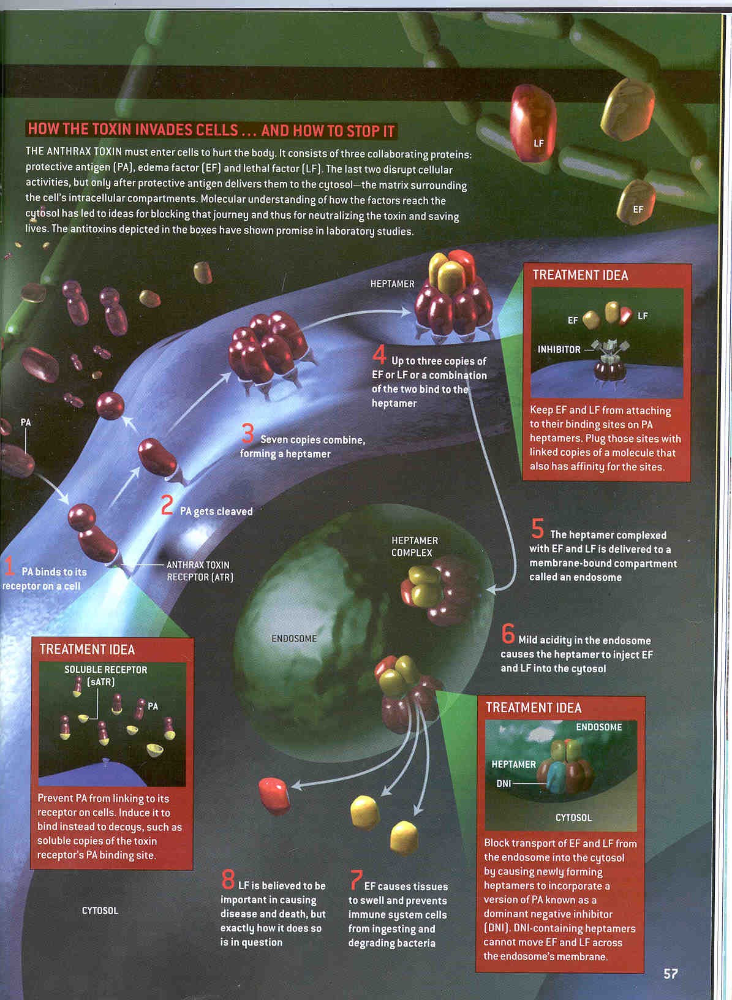 HOW THE TOXIN INVADES CELLS ... AND HOW TO STOP IT
THE ANTHRAX TOXIN must enter cells to hurt the body. It consists of three collaborating proteins:
protective antigen (PA), edema factor (EF) and lethal factor (LF). The last two disrupt cellular
activities, but only after protective antigen delivers them to the cytosol—the matrix surrounding
the cell's intracellular compartments. Molecular understanding of how the factors reach the
cytosol has led to ideas for blocking that journey and thus for neutralizing the toxin and saving
lives. The antitoxins depicted in the boxes have shown promise in laboratory studies.
LF
EF
PA
1 PA binds to its
receptor on a cell
ANTHRAX TOXIN
RECEPTOR (ATR)
2 PA gets cleaved
3 Seven copies combine,
forming a heptamer
HEPTAMER
4 Up to three copies of
EF or LF or a combination
of the two bind to the
heptamer
TREATMENT IDEA
EF
LF
INHIBITOR
Keep EF and LF from attaching
to their binding sites on PA
heptamers. Plug those sites with
linked copies of a molecule that
also has affinity for the sites.
5 The heptamer complexed
with EF and LF is delivered to a
membrane-bound compartment
called an endosome
HEPTAMER
COMPLEX
ENDOSOME
6 Mild acidity in the endosome
causes the heptamer to inject EF
and LF into the cytosol
TREATMENT IDEA
SOLUBLE RECEPTOR
(sATR)
PA
Prevent PA from linking to its
receptor on cells. Induce it to
bind instead to decoys, such as
soluble copies of the toxin
receptor's PA binding site.
TREATMENT IDEA
ENDOSOME
HEPTAMER
DNI
CYTOSOL
Block transport of EF and LF from
the endosome into the cytosol
by causing newly forming
heptamers to incorporate a
version of PA known as a
dominant negative inhibitor
(DNI). DNI-containing heptamers
cannot move EF and LF across
the endosome's membrane.
7 EF causes tissues
to swell and prevents
immune system cells
from ingesting and
degrading bacteria
8 LF is believed to be
important in causing
disease and death, but
exactly how it does so
is in question
CYTOSOL
57